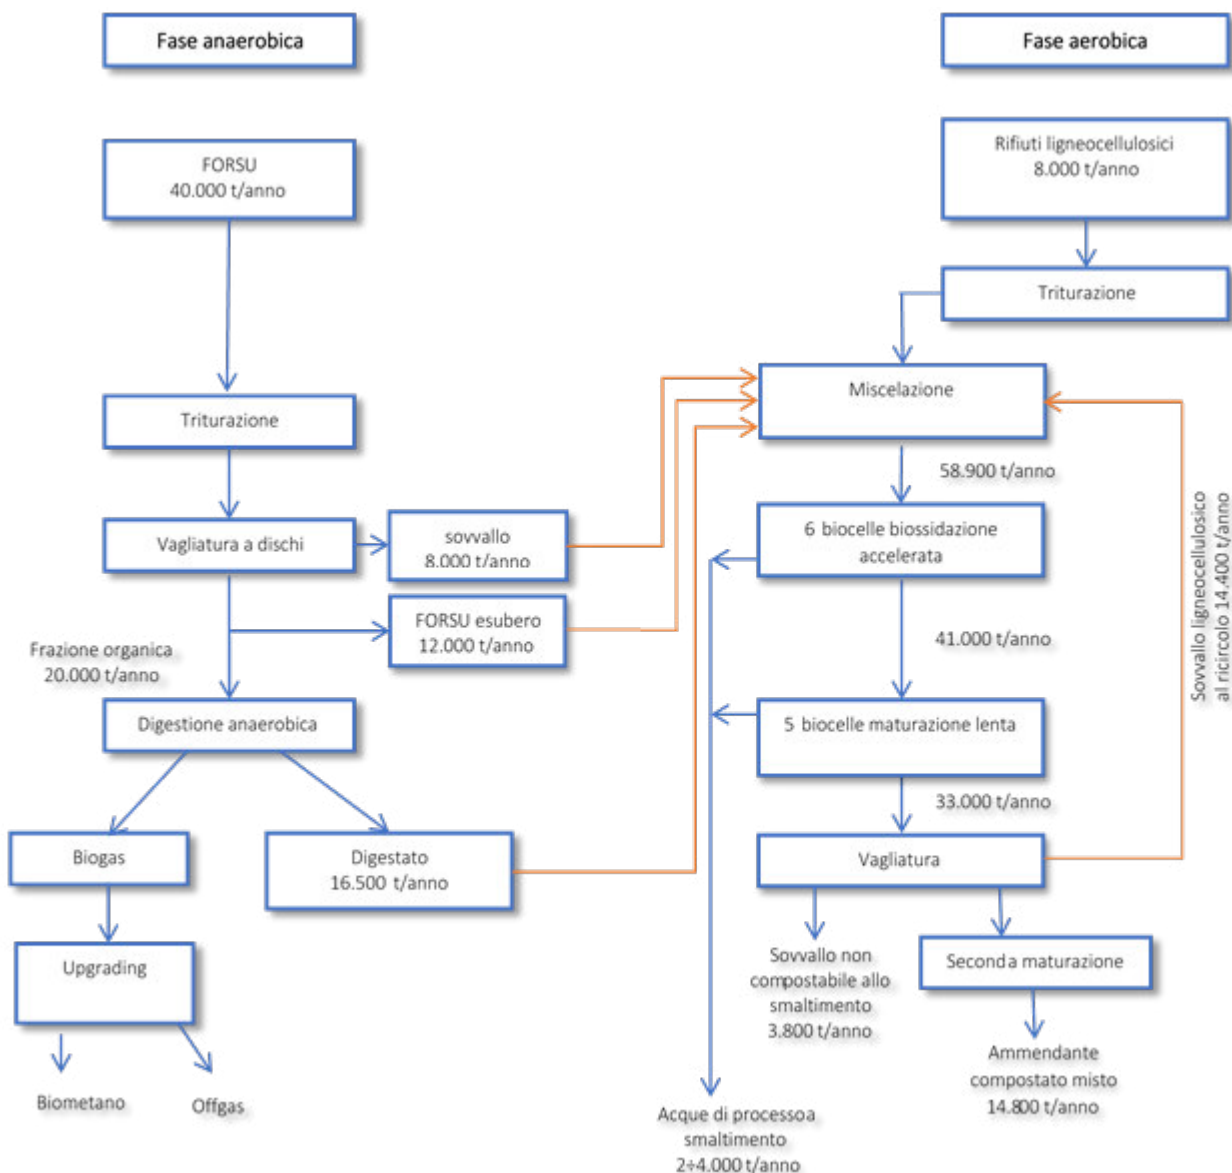 Fase anaerobica
Fase aerobica
FORSU
40.000 t/anno
Rifiuti ligneocellulosici
8.000 t/anno
Triturazione
Miscelazione
Triturazione
58.900 t/anno
Vagliatura a dischi
sovvallo
8.000 t/anno
6 biocelle biossidazione
accelerata
Sovvallo ligneocellulosico
al ricircolo 14.400 t/anno
FORSU esubero
12.000 t/anno
Frazione organica
20.000 t/anno
41.000 t/anno
Digestione anaerobica
5 biocelle maturazione lenta
33.000 t/anno
Biogas
Digestato
16.500 t/anno
Vagliatura
Upgrading
Sovvallo non
compostabile allo
smaltimento
3.800 t/anno
Seconda maturazione
Biometano
Offgas
Ammendante
compostato misto
14.800 t/anno
Acque di processo a
smaltimento
2÷4.000 t/anno